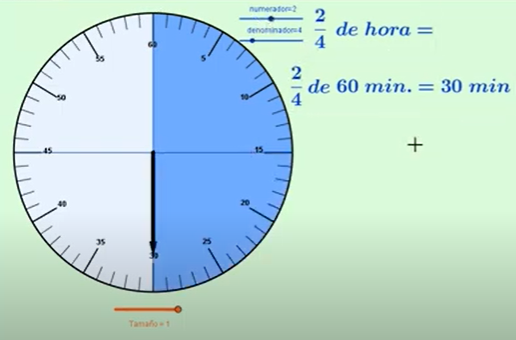 numerador=2
denominador=4
2/4 de hora =
2/4 de 60 min. = 30 min
60
55
5
50
10
45
15
40
20
35
25
30
Tamaño = 1